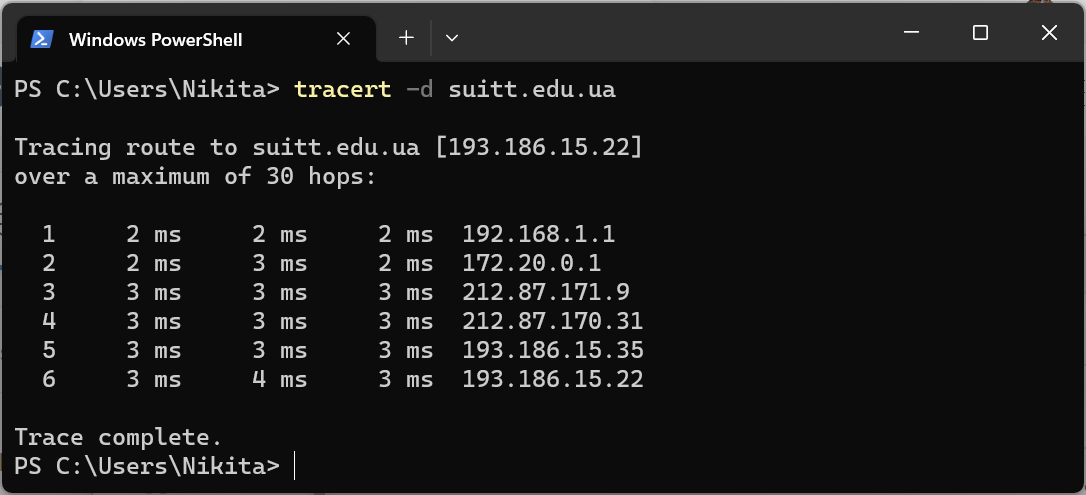 Windows PowerShell
PS C:\Users\Nikita> tracert -d suitt.edu.ua
Tracing route to suitt.edu.ua [193.186.15.22]
over a maximum of 30 hops:
1 2 ms 2 ms 2 ms 192.168.1.1
2 2 ms 3 ms 2 ms 172.20.0.1
3 3 ms 3 ms 3 ms 212.87.171.9
4 3 ms 3 ms 3 ms 212.87.170.31
5 3 ms 3 ms 3 ms 193.186.15.35
6 3 ms 4 ms 3 ms 193.186.15.22
Trace complete.
PS C:\Users\Nikita>